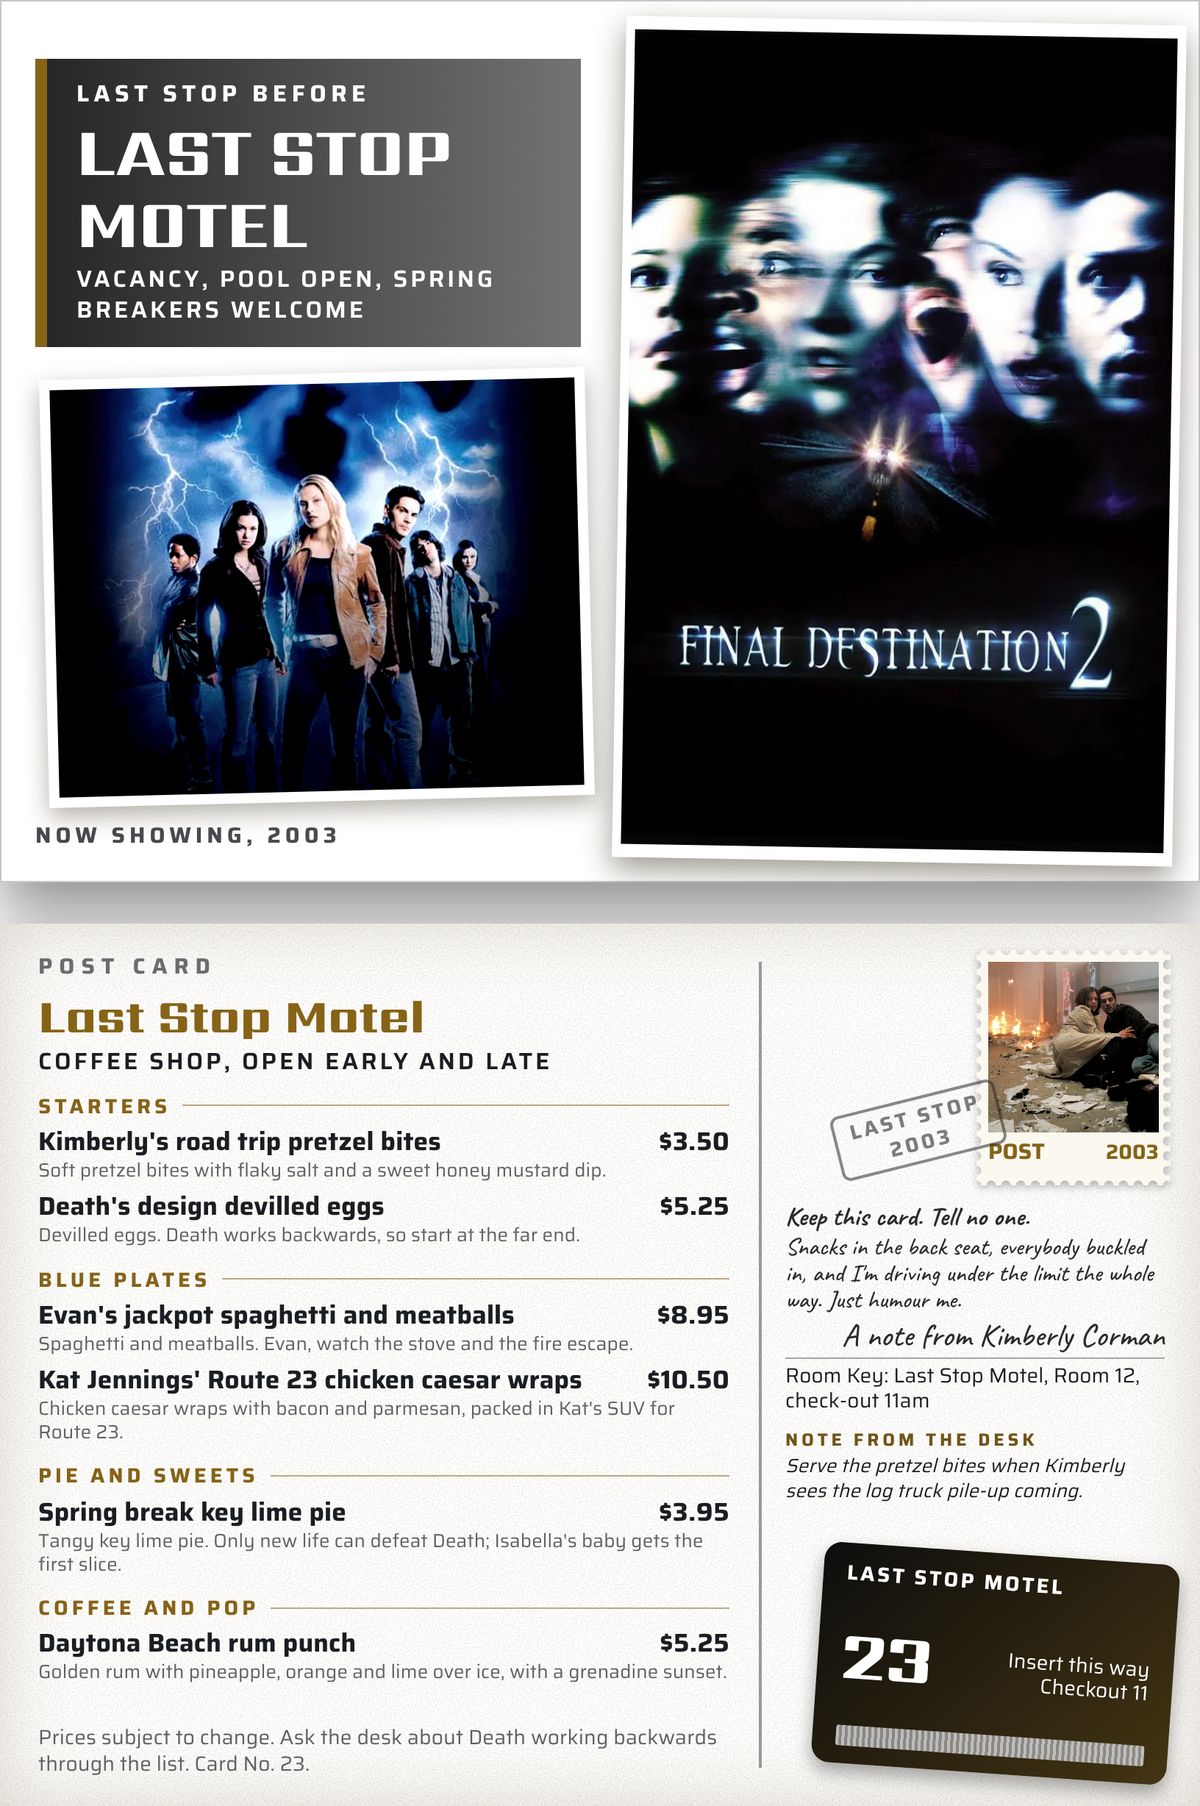 LAST STOP BEFORE
LAST STOP
MOTEL
VACANCY, POOL OPEN, SPRING
BREAKERS WELCOME
FINAL DESTINATION 2
NOW SHOWING, 2003
POST CARD
Last Stop Motel
COFFEE SHOP, OPEN EARLY AND LATE
STARTERS
Kimberly's road trip pretzel bites $3.50
Soft pretzel bites with flaky salt and a sweet honey mustard dip.
Death's design devilled eggs $5.25
Devilled eggs. Death works backwards, so start at the far end.
BLUE PLATES
Evan's jackpot spaghetti and meatballs $8.95
Spaghetti and meatballs. Evan, watch the stove and the fire escape.
Kat Jennings' Route 23 chicken caesar wraps $10.50
Chicken caesar wraps with bacon and parmesan, packed in Kat's SUV for
Route 23.
PIE AND SWEETS
Spring break key lime pie $3.95
Tangy key lime pie. Only new life can defeat Death; Isabella's baby gets the
first slice.
COFFEE AND POP
Daytona Beach rum punch $5.25
Golden rum with pineapple, orange and lime over ice, with a grenadine sunset.
Prices subject to change. Ask the desk about Death working backwards
through the list. Card No. 23.
LAST STOP
2003
POST 2003
Keep this card. Tell no one.
Snacks in the back seat, everybody buckled
in, and I'm driving under the limit the whole
way. Just humour me.
A note from Kimberly Corman
Room Key: Last Stop Motel, Room 12,
check-out 11am
NOTE FROM THE DESK
Serve the pretzel bites when Kimberly
sees the log truck pile-up coming.
LAST STOP MOTEL
23
Insert this way
Checkout 11